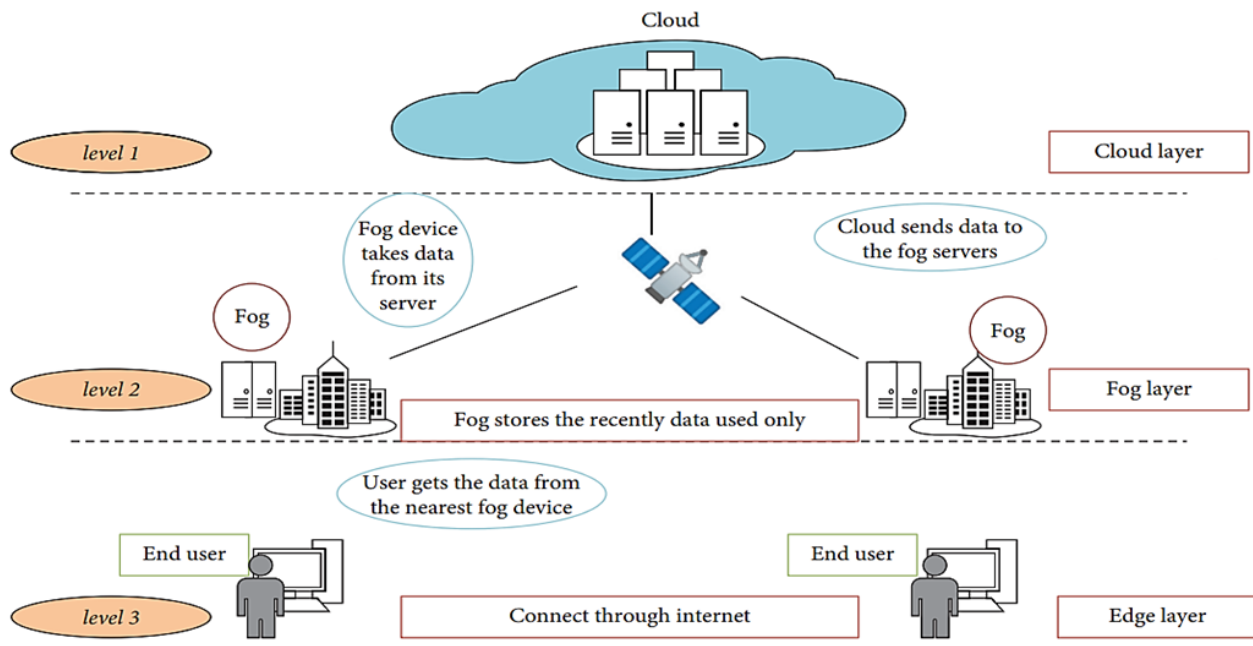 Cloud
level 1
Cloud layer
Fog device
takes data
from its
server
Cloud sends data to
the fog servers
Fog
Fog
level 2
Fog layer
Fog stores the recently data used only
User gets the data from
the nearest fog device
End user
End user
level 3
Connect through internet
Edge layer